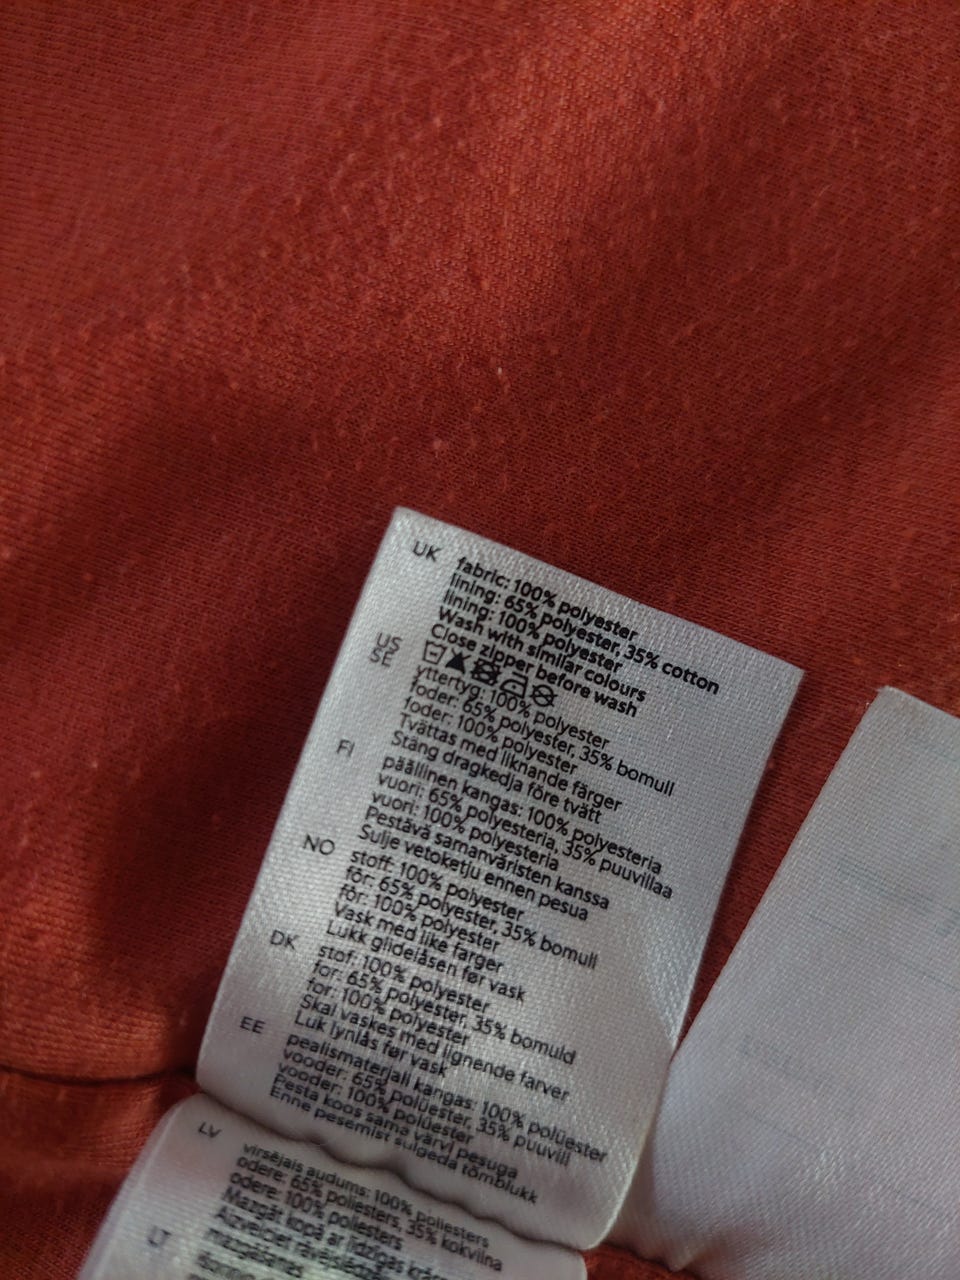 UK fabric: 100% polyester
lining: 65% polyester, 35% cotton
lining: 100% polyester
Wash with similar colours
Close zipper before wash
US
SE yttertyg: 100% polyester
foder: 65% polyester, 35% bomull
foder: 100% polyester
Tvättas med liknande färger
Stäng dragkedja före tvätt
FI päällinen kangas: 100% polyesteria
vuori: 65% polyesteria, 35% puuvillaa
vuori: 100% polyesteria
Pestävä samanväristen kanssa
Sulje vetoketju ennen pesua
NO stoff: 100% polyester
fôr: 65% polyester, 35% bomull
fôr: 100% polyester
Vask med like farger
Lukk glidelåsen før vask
DK stof: 100% polyester
for: 65% polyester, 35% bomuld
for: 100% polyester
Skal vaskes med lignende farver
Luk lynlås før vask
EE pealismaterjali kangas: 100% polüester
vooder: 65% polüester, 35% puuvill
vooder: 100% polüester
Pesta koos sama värvi pesuga
Enne pesemist sulgeda tõmblukk
LV virsējais audums: 100% poliesters
odere: 65% poliesters, 35% kokvilna
odere: 100% poliesters
Mazgāt kopā ar līdzīgas
Aizvelciet
mazgāšanas
LT